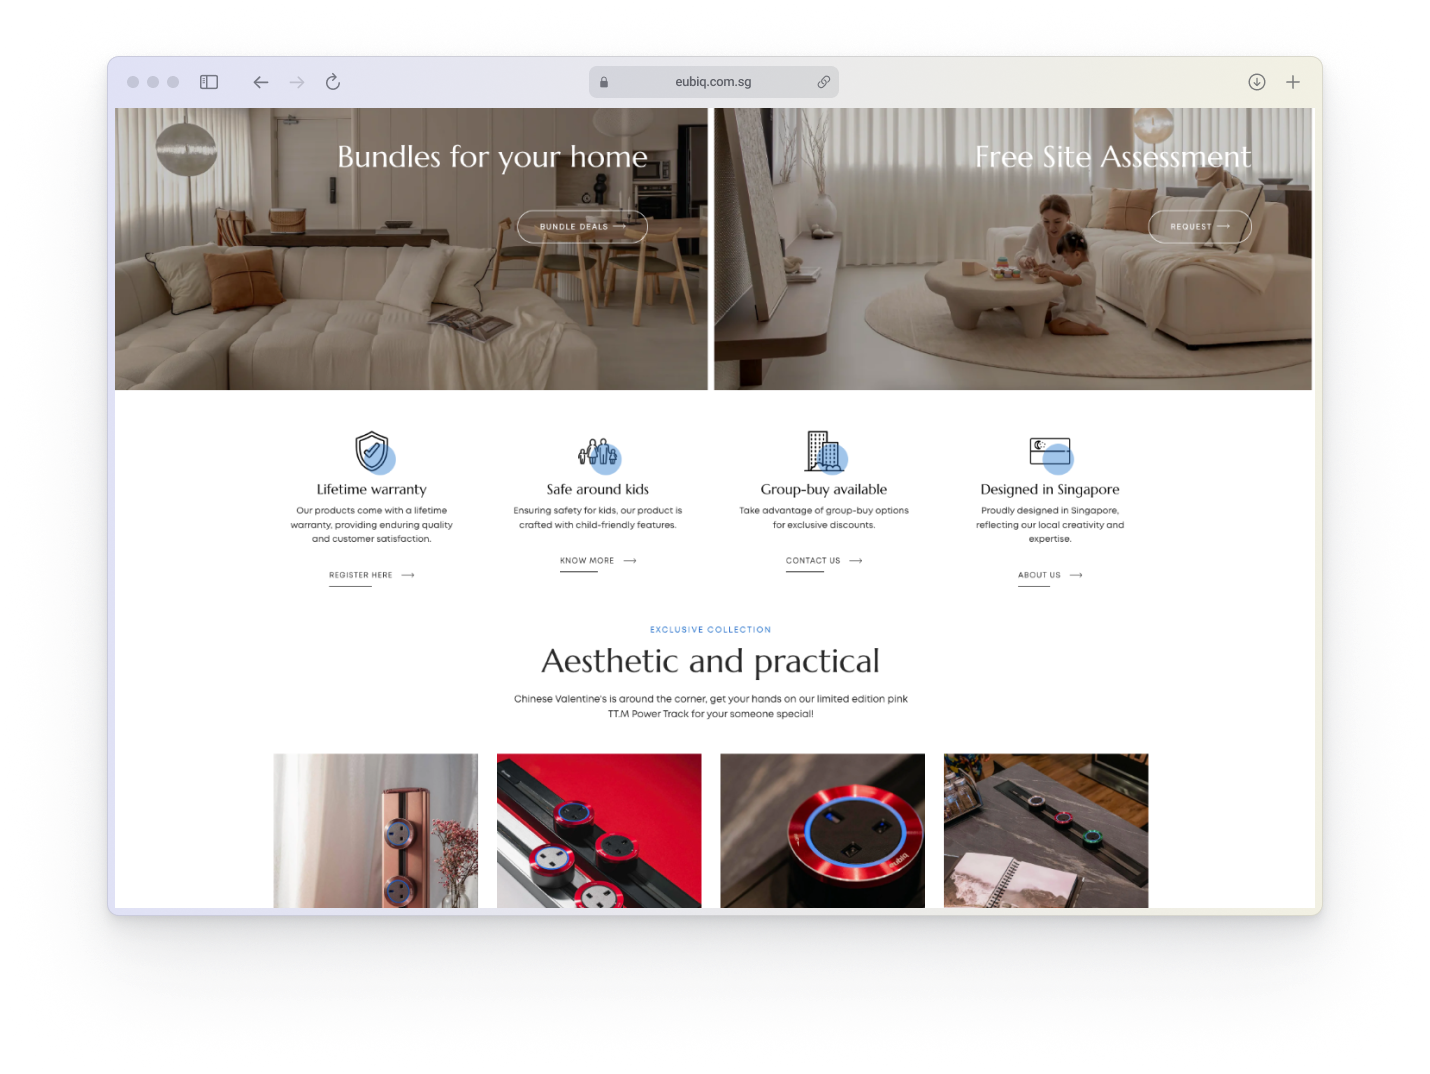 eubiq.com.sg
Bundles for your home
BUNDLE DEALS
Free Site Assessment
REQUEST
Lifetime warranty
Our products come with a lifetime
warranty, providing enduring quality
and customer satisfaction.
REGISTER HERE
Safe around kids
Ensuring safety for kids, our product is
crafted with child-friendly features.
KNOW MORE
Group-buy available
Take advantage of group-buy options
for exclusive discounts.
CONTACT US
Designed in Singapore
Proudly designed in Singapore,
reflecting our local creativity and
expertise.
ABOUT US
EXCLUSIVE COLLECTION
Aesthetic and practical
Chinese Valentine's is around the corner, get your hands on our limited edition pink
TT.M Power Track for your someone special!
eubiq